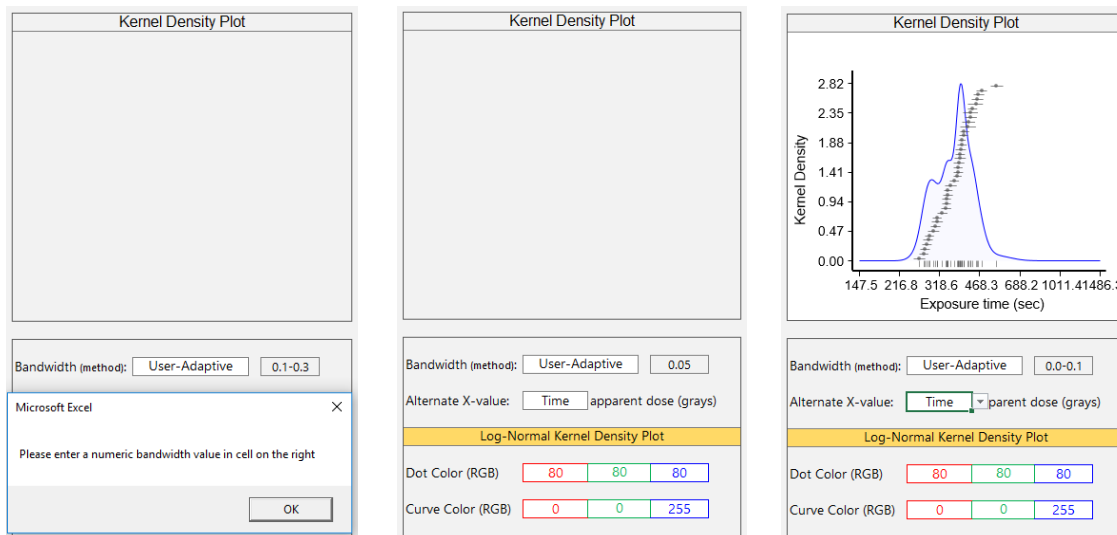 Kernel Density Plot
Bandwidth (method): User-Adaptive 0.1-0.3
Microsoft Excel
Please enter a numeric bandwidth value in cell on the right
OK
Kernel Density Plot
Bandwidth (method): User-Adaptive 0.05
Alternate X-value: Time apparent dose (grays)
Log-Normal Kernel Density Plot
Dot Color (RGB) 80 80 80
Curve Color (RGB) 0 0 255
Kernel Density Plot
2.82
2.35
1.88
1.41
0.94
0.47
0.00
Kernel Density
147.5 216.8 318.6 468.3 688.2 1011.4 1486.3
Exposure time (sec)
Bandwidth (method): User-Adaptive 0.0-0.1
Alternate X-value: Time parent dose (grays)
Log-Normal Kernel Density Plot
Dot Color (RGB) 80 80 80
Curve Color (RGB) 0 0 255